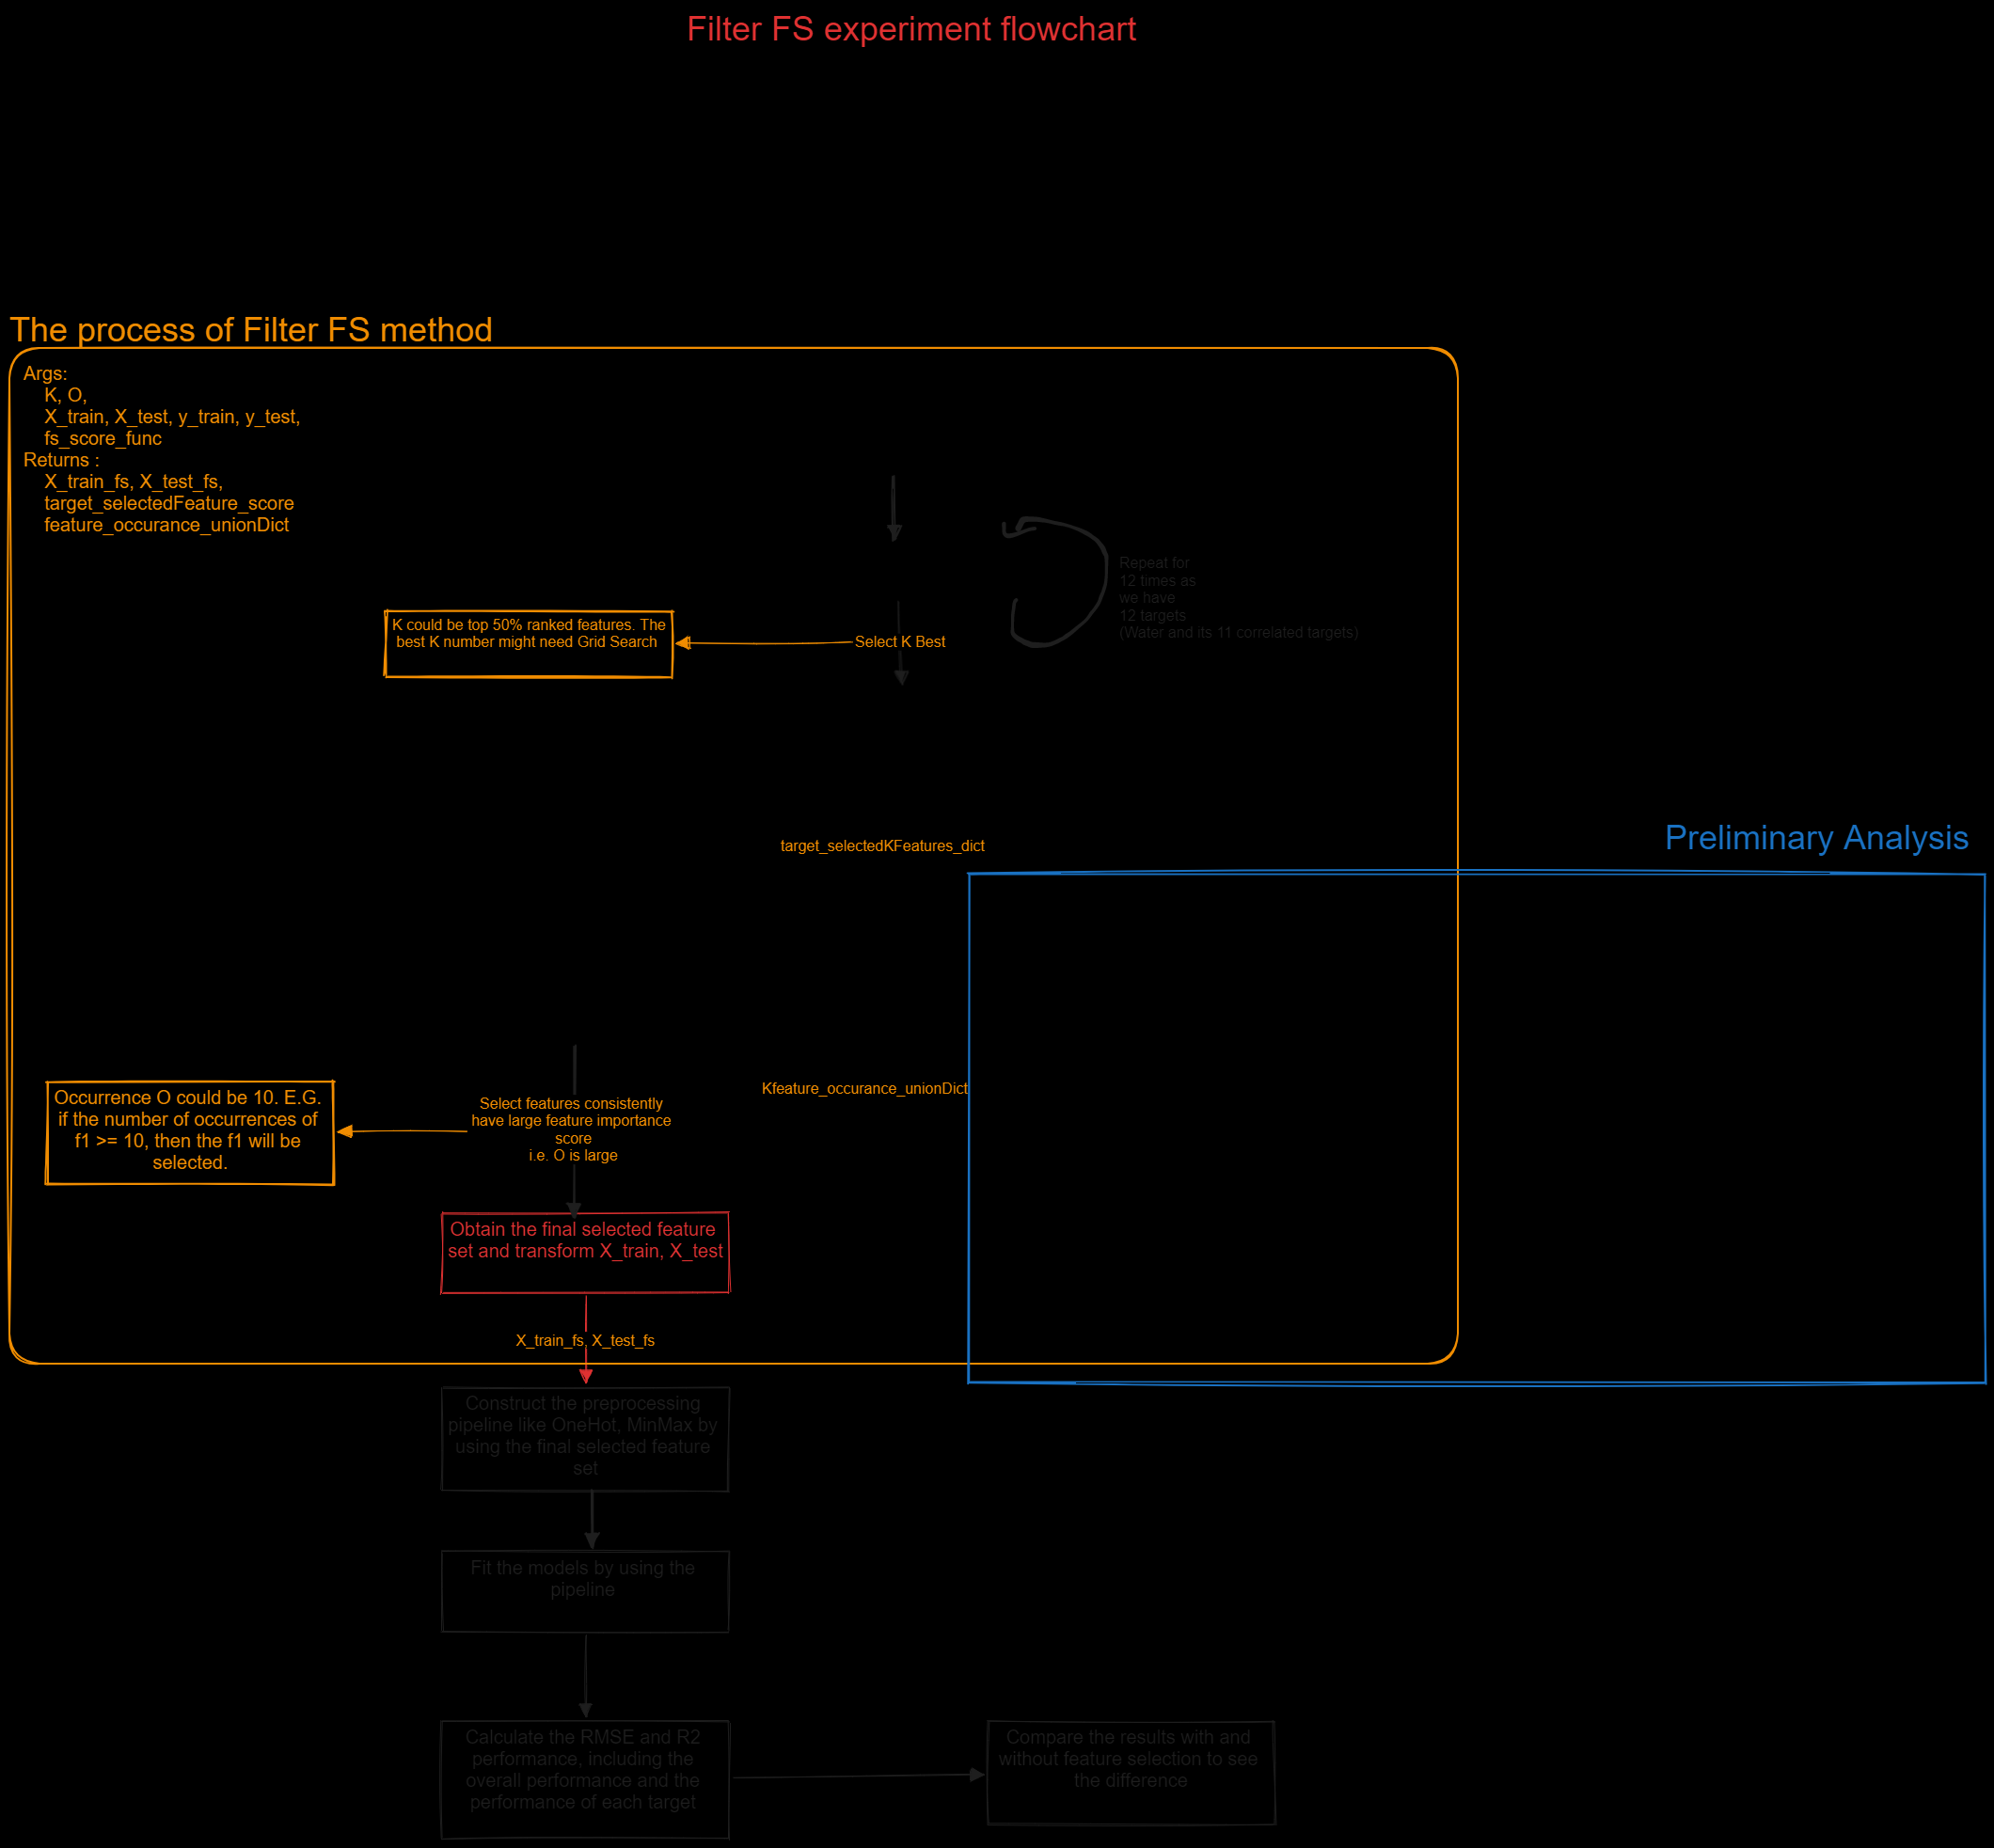 Filter FS experiment flowchart
The process of Filter FS method
Args:
K, O,
X_train, X_test, y_train, y_test,
fs_score_func
Returns :
X_train_fs, X_test_fs,
target_selectedFeature_score
feature_occurance_unionDict
Repeat for
12 times as
we have
12 targets
(Water and its 11 correlated targets)
K could be top 50% ranked features. The
best K number might need Grid Search
Select K Best
target_selectedKFeatures_dict
Preliminary Analysis
Kfeature_occurance_unionDict
Occurrence O could be 10. E.G.
if the number of occurrences of
f1 >= 10, then the f1 will be
selected.
Select features consistently
have large feature importance
score
i.e. O is large
Obtain the final selected feature
set and transform X_train, X_test
X_train_fs, X_test_fs
Construct the preprocessing
pipeline like OneHot, MinMax by
using the final selected feature
set
Fit the models by using the
pipeline
Calculate the RMSE and R2
performance, including the
overall performance and the
performance of each target
Compare the results with and
without feature selection to see
the difference